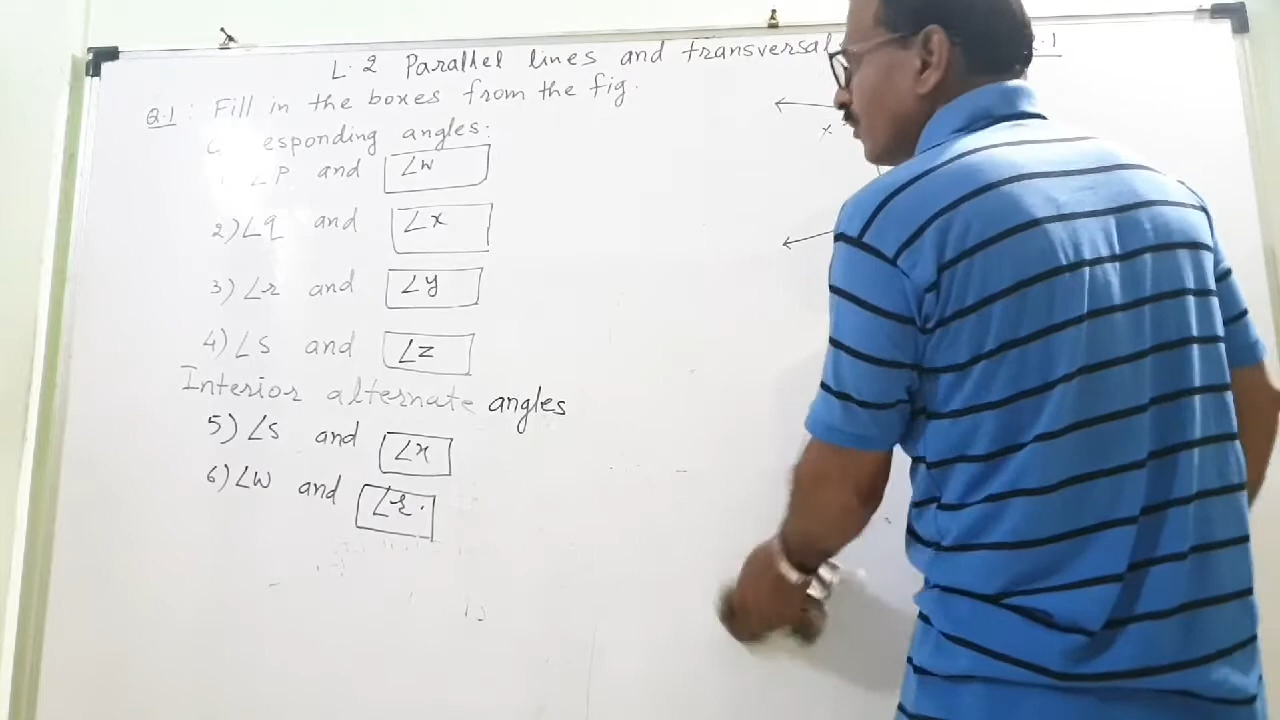 L.2 Parallel lines and transversal .1
Q.1 : Fill in the boxes from the fig.
esponding angles:
∠P and ∠W
2) ∠q and ∠x
3) ∠r and ∠y
4) ∠S and ∠z
Interior alternate angles
5) ∠S and ∠x
6) ∠W and ∠r.
x